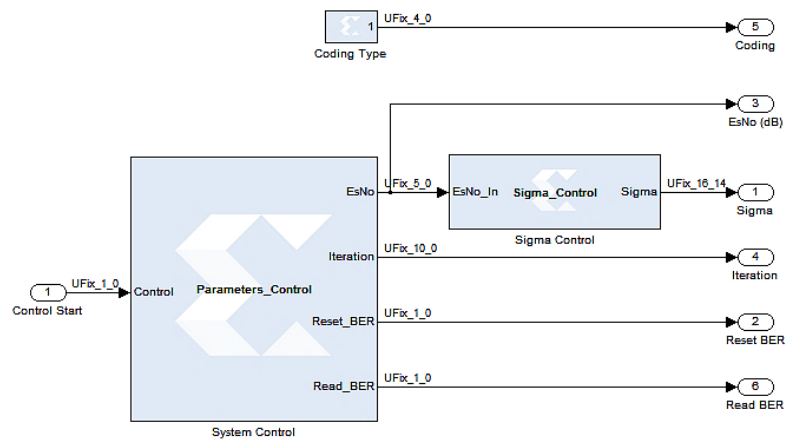 UFix_4_0
1
5
Coding Type
Coding
3
EsNo (dB)
EsNo
UFix_5_0
EsNo_In
Sigma_Control
Sigma
UFix_16_14
1
Sigma
Sigma Control
Iteration
UFix_10_0
4
Iteration
UFix_1_0
1
Control
Parameters_Control
Control Start
Reset_BER
UFix_1_0
2
Reset BER
Read_BER
UFix_1_0
6
Read BER
System Control